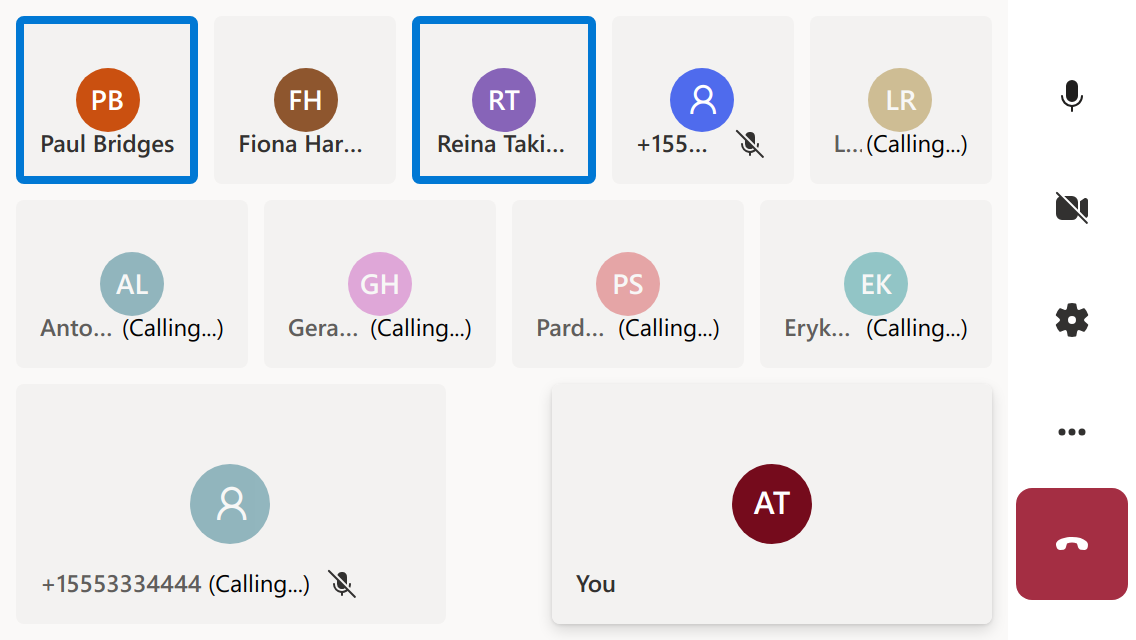 PB
Paul Bridges
FH
Fiona Har...
RT
Reina Taki...
+155...
LR
L... (Calling...)
AL
Anto... (Calling...)
GH
Gera... (Calling...)
PS
Pard... (Calling...)
EK
Eryk... (Calling...)
+15553334444 (Calling...)
AT
You